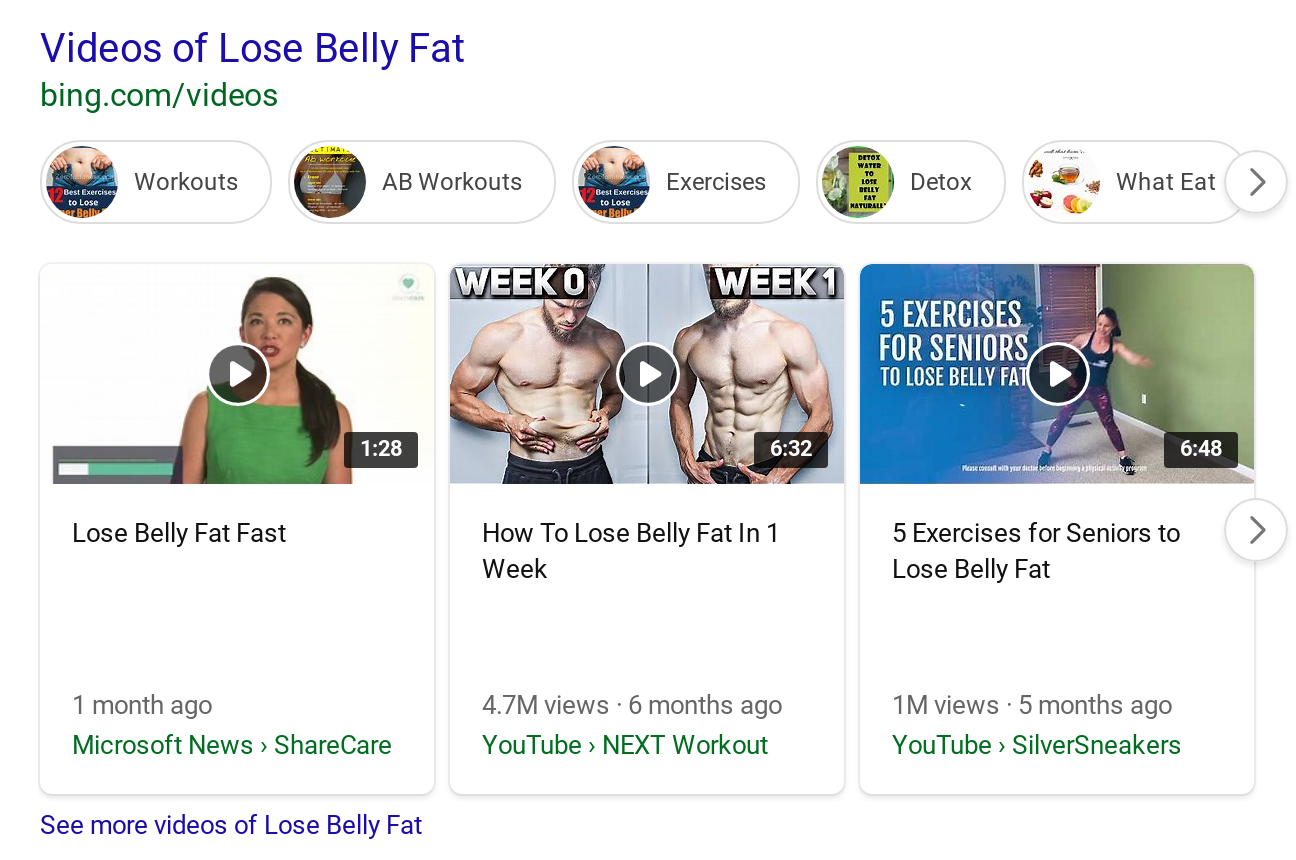 Videos of Lose Belly Fat
bing.com/videos
Workouts
AB Workouts
Exercises
Detox
What Eat
12 Best Exercises
to Lose
AB Workout
12 Best Exercises
to Lose
DETOX
WATER
TO
LOSE
BELLY
FAT
NATURALLY
1:28
WEEK 0
WEEK 1
6:32
5 EXERCISES
FOR SENIORS
TO LOSE BELLY FAT
Please consult with your doctor before beginning a physical activity program
6:48
Lose Belly Fat Fast
1 month ago
Microsoft News › ShareCare
How To Lose Belly Fat In 1
Week
4.7M views · 6 months ago
YouTube › NEXT Workout
5 Exercises for Seniors to
Lose Belly Fat
1M views · 5 months ago
YouTube › SilverSneakers
See more videos of Lose Belly Fat